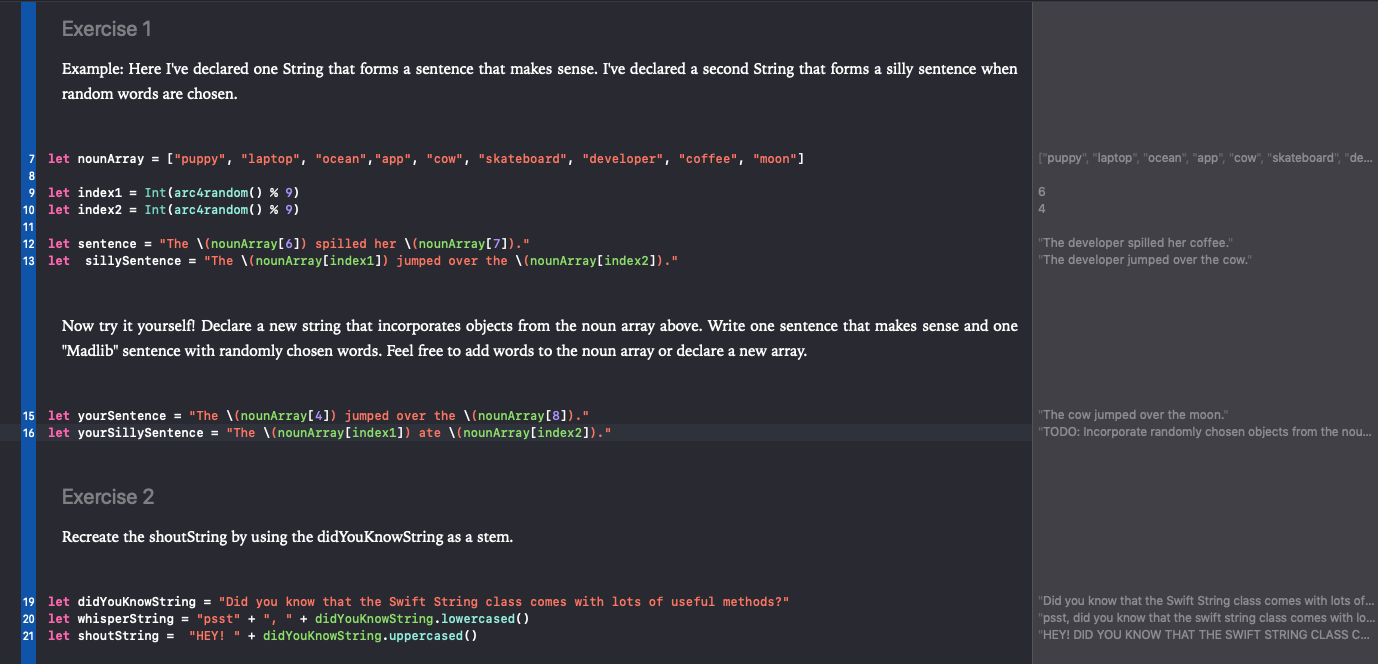 Exercise 1
Example: Here I've declared one String that forms a sentence that makes sense. I've declared a second String that forms a silly sentence when
random words are chosen.
7 let nounArray = ["puppy", "laptop", "ocean","app", "cow", "skateboard", "developer", "coffee", "moon"] ["puppy", "laptop", "ocean", "app", "cow", "skateboard", "de...
8
9 let index1 = Int(arc4random() % 9) 6
10 let index2 = Int(arc4random() % 9) 4
11
12 let sentence = "The \(nounArray[6]) spilled her \(nounArray[7])." "The developer spilled her coffee."
13 let  sillySentence = "The \(nounArray[index1]) jumped over the \(nounArray[index2])." "The developer jumped over the cow."
Now try it yourself! Declare a new string that incorporates objects from the noun array above. Write one sentence that makes sense and one
"Madlib" sentence with randomly chosen words. Feel free to add words to the noun array or declare a new array.
15 let yourSentence = "The \(nounArray[4]) jumped over the \(nounArray[8])." "The cow jumped over the moon."
16 let yourSillySentence = "The \(nounArray[index1]) ate \(nounArray[index2])." "TODO: Incorporate randomly chosen objects from the nou...
Exercise 2
Recreate the shoutString by using the didYouKnowString as a stem.
19 let didYouKnowString = "Did you know that the Swift String class comes with lots of useful methods?" "Did you know that the Swift String class comes with lots of...
20 let whisperString = "psst" + ", " + didYouKnowString.lowercased() "psst, did you know that the swift string class comes with lo...
21 let shoutString =  "HEY! " + didYouKnowString.uppercased() "HEY! DID YOU KNOW THAT THE SWIFT STRING CLASS C...